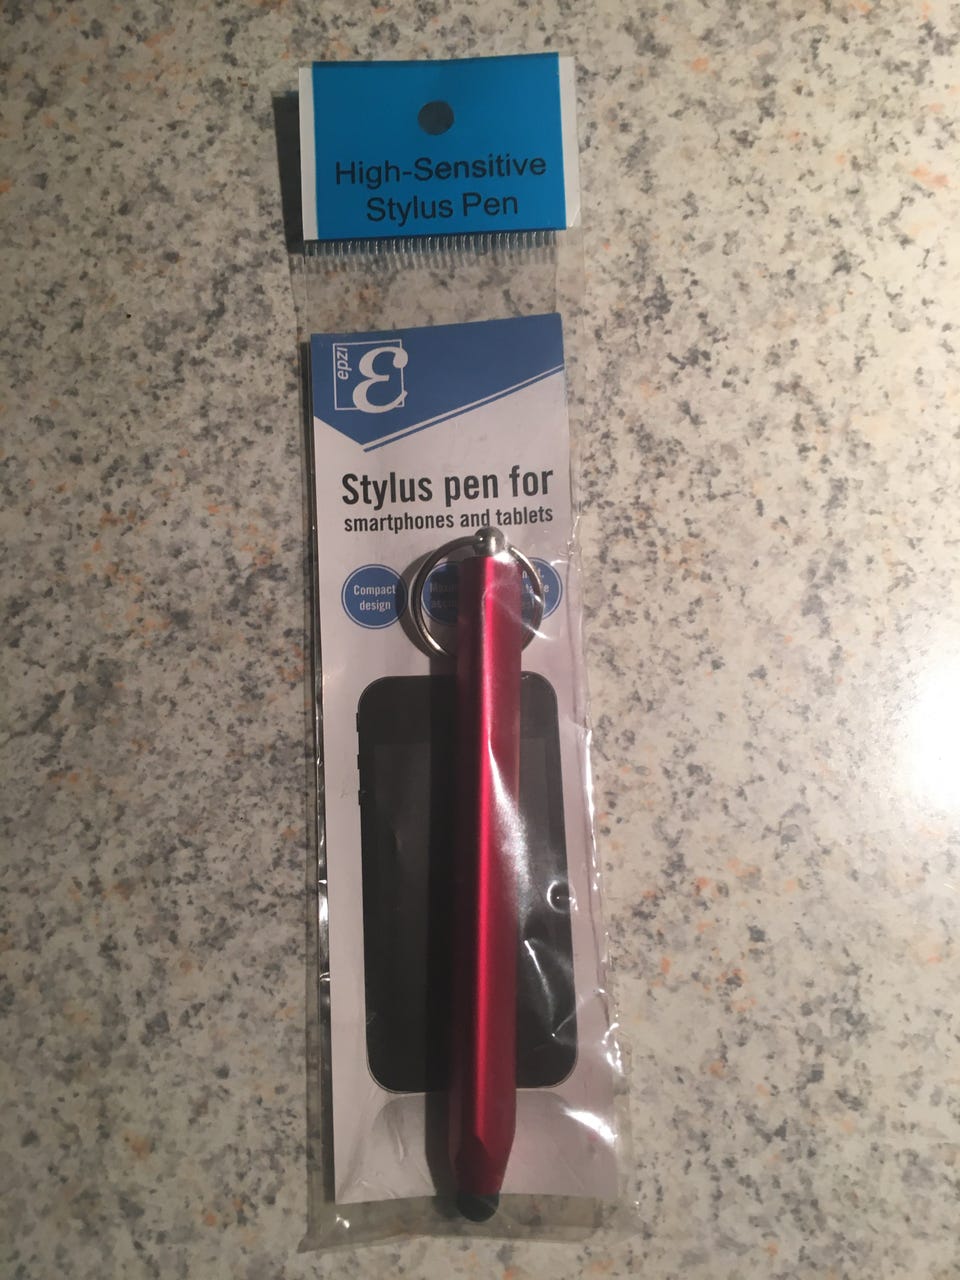 High-Sensitive
Stylus Pen
epzi
Stylus pen for
smartphones and tablets
Compact
design